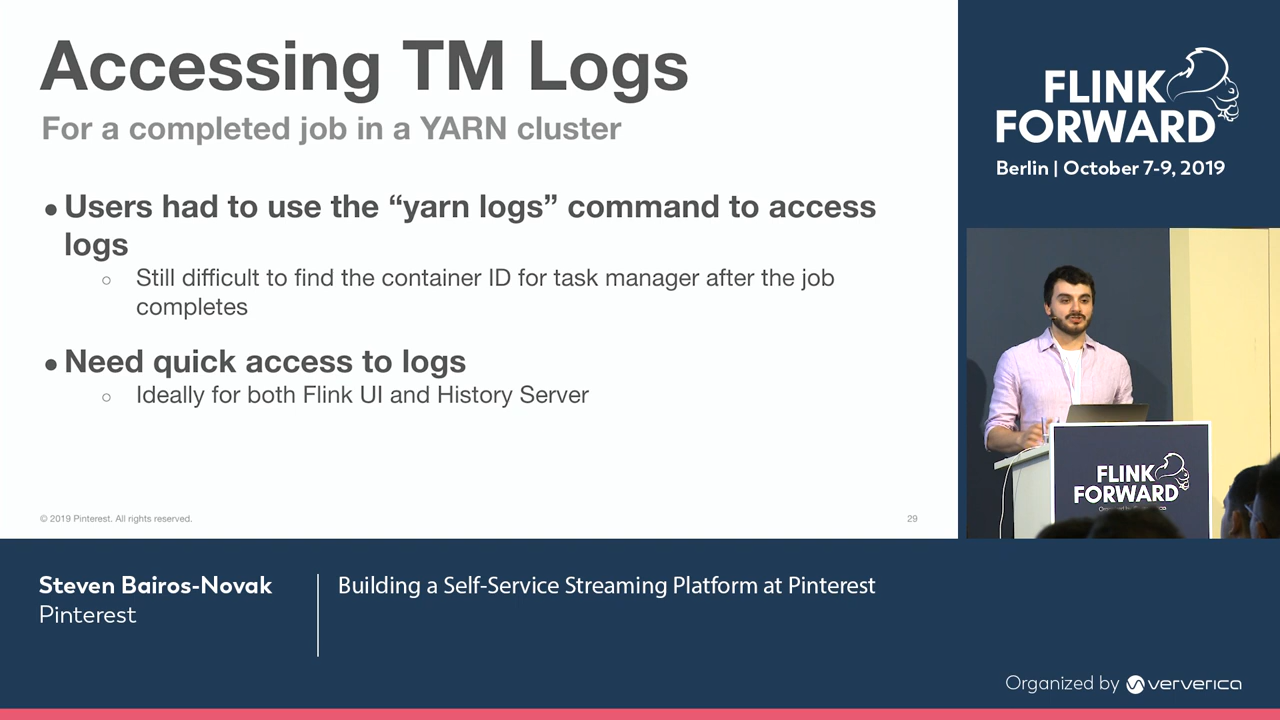 Accessing TM Logs
For a completed job in a YARN cluster
● Users had to use the “yarn logs” command to access
logs
○ Still difficult to find the container ID for task manager after the job
completes
● Need quick access to logs
○ Ideally for both Flink UI and History Server
© 2019 Pinterest. All rights reserved.
29
FLINK
FORWARD
Berlin | October 7-9, 2019
FLINK
FORWARD
Steven Bairos-Novak
Pinterest
Building a Self-Service Streaming Platform at Pinterest
Organized by ververica